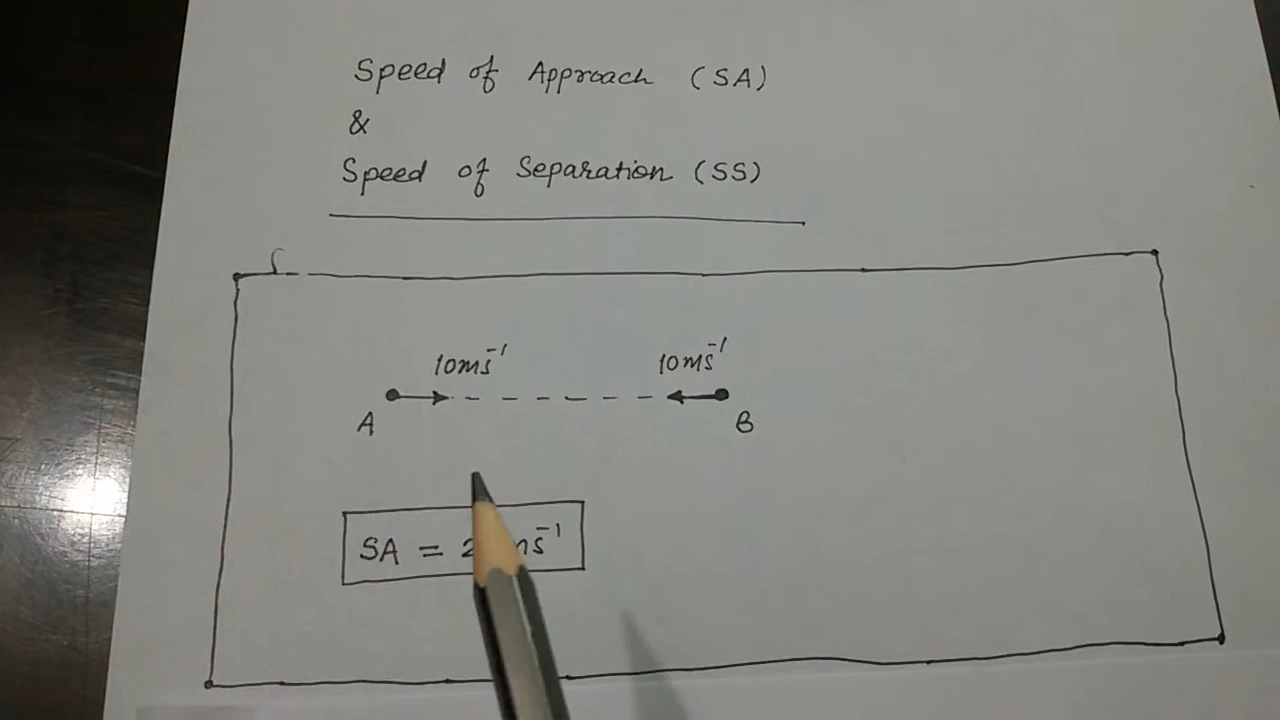 Speed of Approach (SA)
&
Speed of Separation (SS)
10ms⁻¹ 10ms⁻¹
A B
SA =